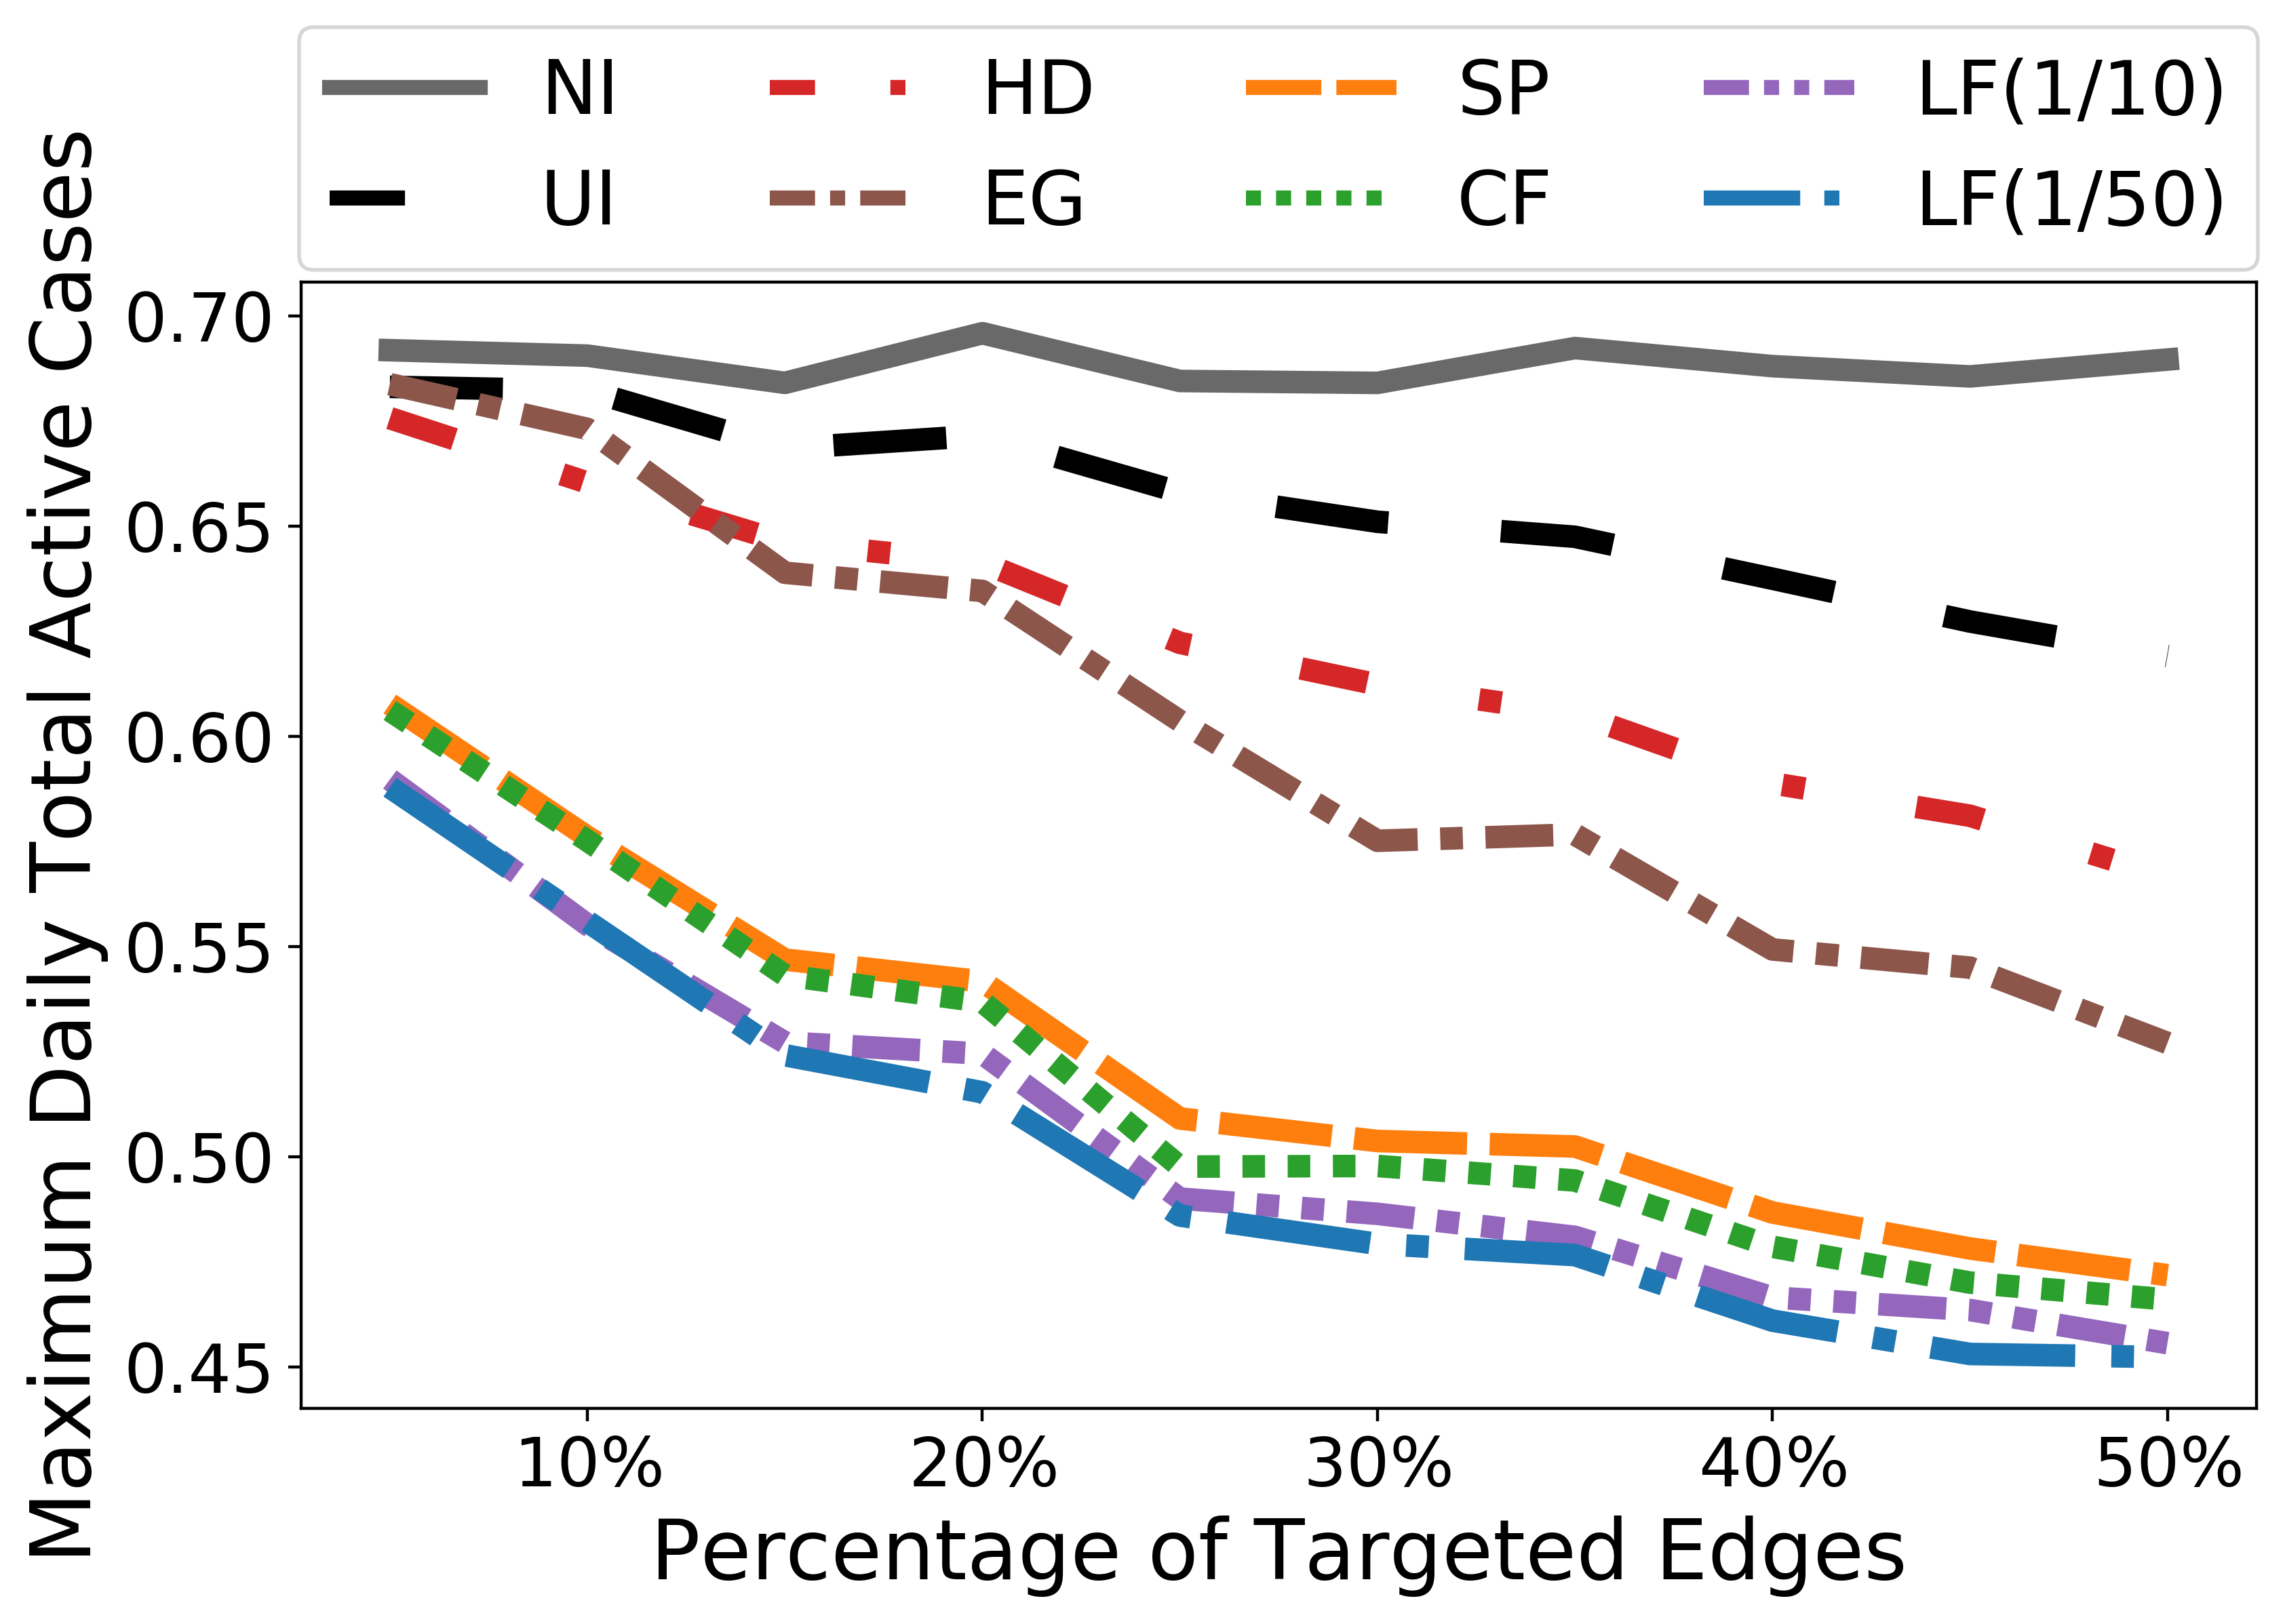 NI HD SP LF(1/10)
UI EG CF LF(1/50)
Maximum Daily Total Active Cases
0.70
0.65
0.60
0.55
0.50
0.45
10% 20% 30% 40% 50%
Percentage of Targeted Edges